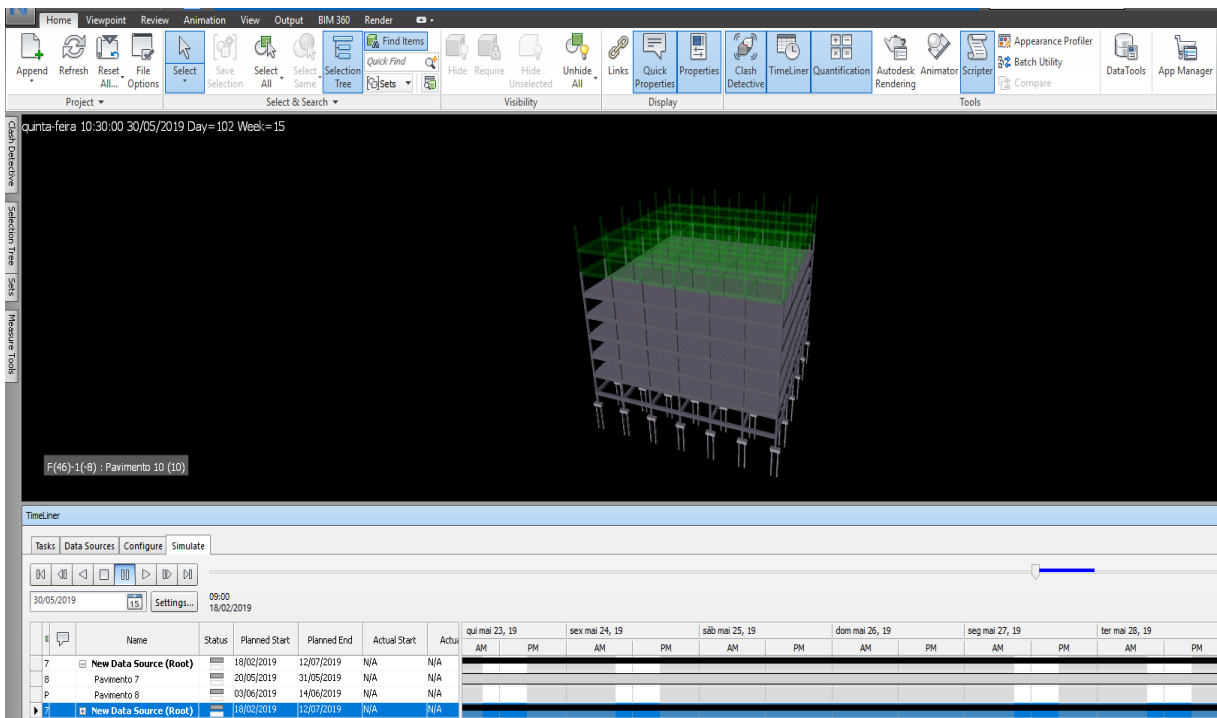 Home Viewpoint Review Animation View Output BIM 360 Render
Append Refresh Reset All... File Options Select Save Selection Select All Select Same Selection Tree Find Items Quick Find Sets Hide Require Hide Unselected Unhide All Links Quick Properties Properties Clash Detective TimeLiner Quantification Autodesk Rendering Animator Scripter Appearance Profiler Batch Utility Compare DataTools App Manager
Project Select & Search Visibility Display Tools
Clash Detective
Selection Tree
Sets
Measure Tools
quinta-feira 10:30:00 30/05/2019 Day=102 Week=15
F(46)-1(-8) : Pavimento 10 (10)
TimeLiner
Tasks Data Sources Configure Simulate
30/05/2019 15 Settings... 09:00
18/02/2019
Name Status Planned Start Planned End Actual Start Actua
qui mai 23, 19 sex mai 24, 19 sáb mai 25, 19 dom mai 26, 19 seg mai 27, 19 ter mai 28, 19
AM PM AM PM AM PM AM PM AM PM AM PM
7 New Data Source (Root) 18/02/2019 12/07/2019 N/A N/A
8 Pavimento 7 20/05/2019 31/05/2019 N/A N/A
P Pavimento 8 03/06/2019 14/06/2019 N/A N/A
7 New Data Source (Root) 18/02/2019 12/07/2019 N/A N/A